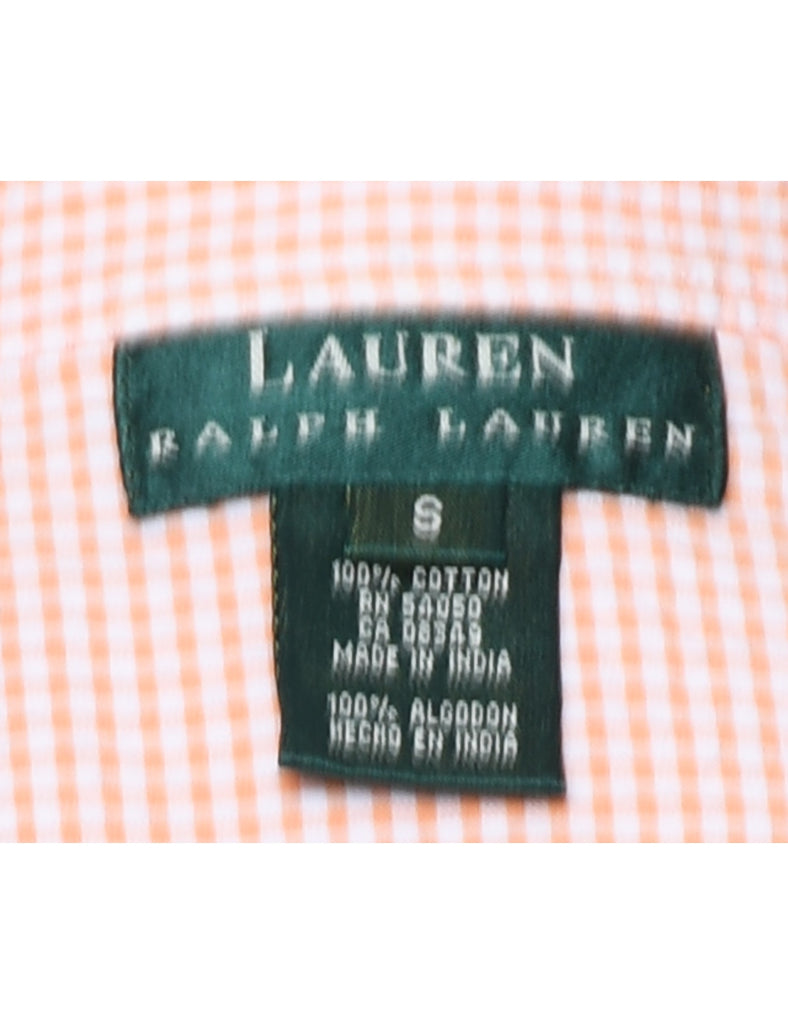 LAUREN
RALPH LAUREN
S
100% COTTON
RN 54050
CA 08349
MADE IN INDIA
100% ALGODON
HECHO EN INDIA